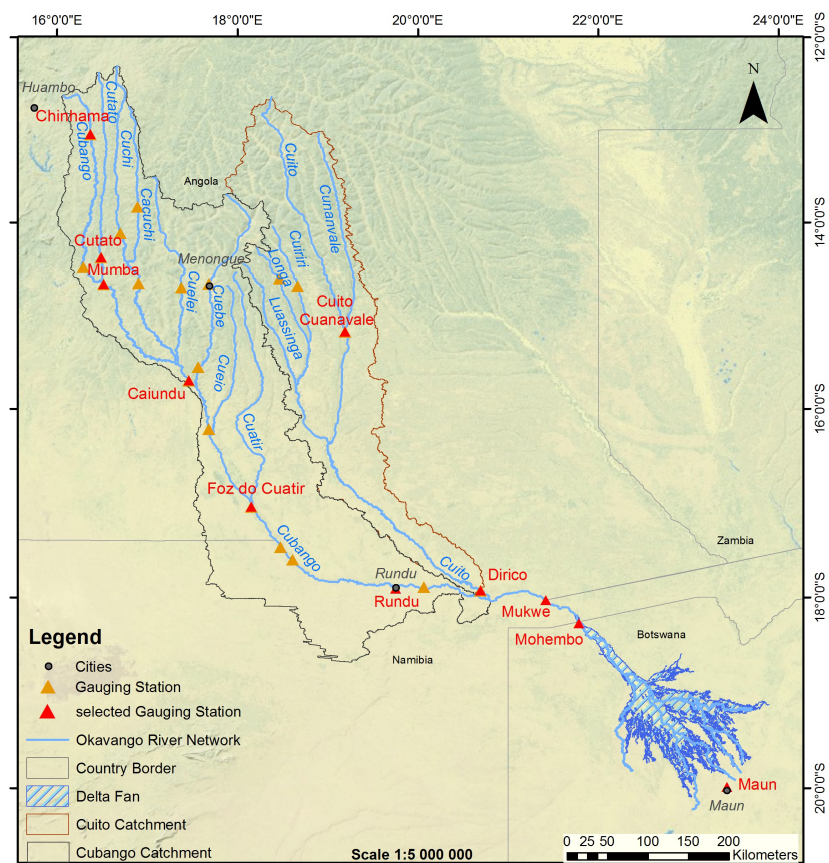 16°0'0"E 18°0'0"E 20°0'0"E 22°0'0"E 24°0'0"E
12°0'0"S
N
Huambo
Chinhama
Cutato
Cubango
Cuchi
Cacuchi
Angola
Cuito
Cunanvale
14°0'0"S
Cutato
Mumba
Menongue
Cuelei
Cuebe
Longa
Cuiriri
Luassinga
Cuito
Cuanavale
Caiundu
Cueio
16°0'0"S
Cuatir
Foz do Cuatir
Cubango
Zambia
Cuito
Rundu
Rundu
Dirico
Mukwe
18°0'0"S
Mohembo
Botswana
Namibia
Maun
Maun
20°0'0"S
Legend
Cities
Gauging Station
selected Gauging Station
Okavango River Network
Country Border
Delta Fan
Cuito Catchment
Cubango Catchment
Scale 1:5 000 000
0 25 50 100 150 200
Kilometers